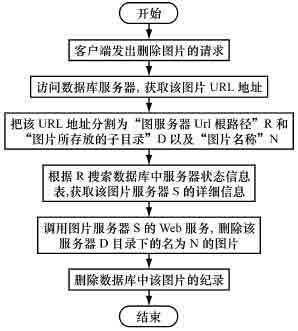 开始
客户端发出删除图片的请求
访问数据库服务器, 获取该图片 URL 地址
把该 URL 地址分割为“图服务器 Url 根路径”R 和
“图片所存放的子目录”D 以及“图片名称”N
根据 R 搜索数据库中服务器状态信息
表,获取该图片服务器 S 的详细信息
调用图片服务器 S 的 Web 服务, 删除该
服务器 D 目录下的名为 N 的图片
删除数据库中该图片的纪录
结束